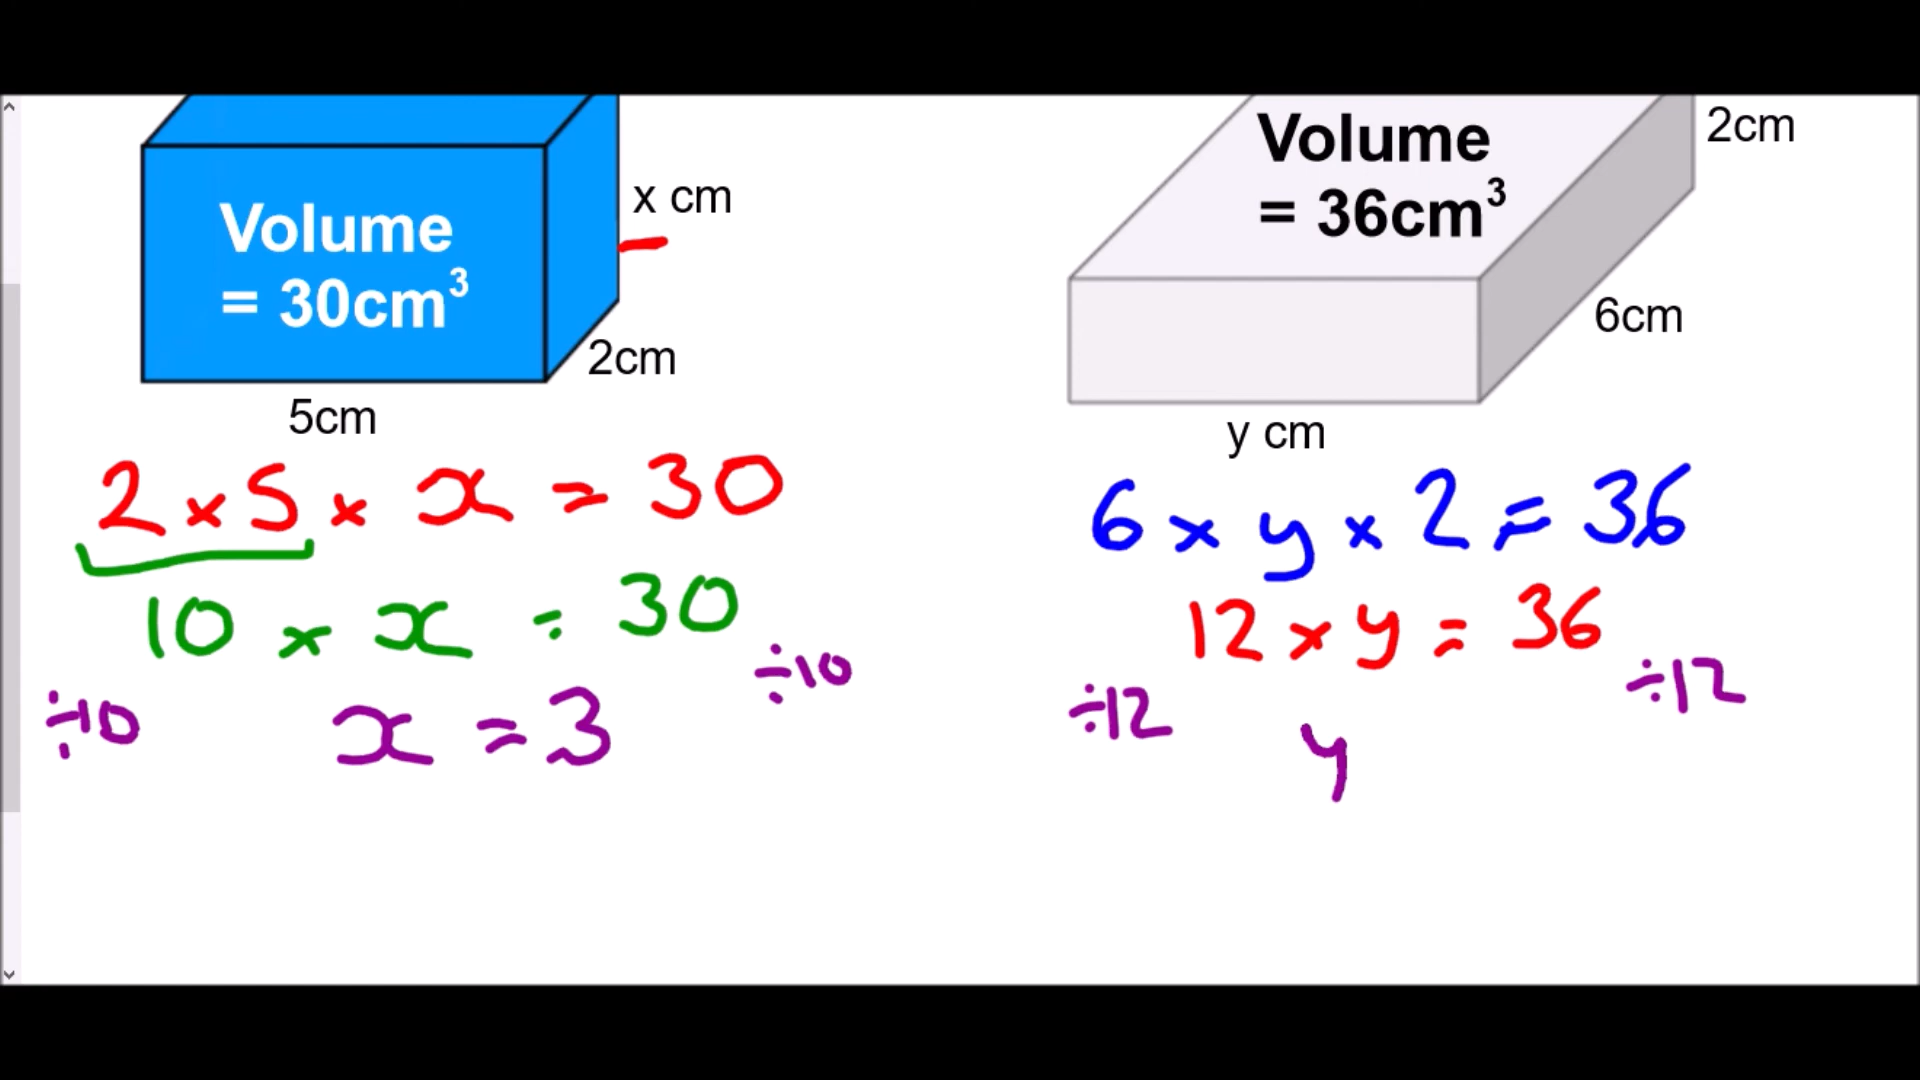 Volume
= 30cm³
x cm
2cm
5cm
2 × 5 × x = 30
10 × x = 30
÷10 ÷10
x = 3
Volume
= 36cm³
2cm
6cm
y cm
6 × y × 2 = 36
12 × y = 36
÷12 ÷12
y